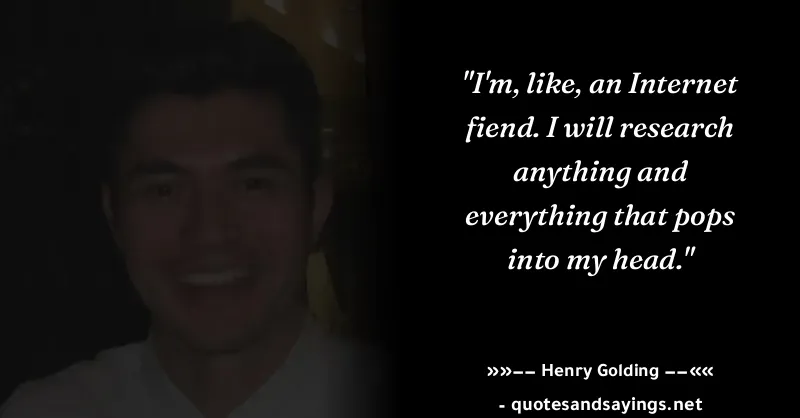 "I'm, like, an Internet
fiend. I will research
anything and
everything that pops
into my head."
»»−− Henry Golding −−««
- quotesandsayings.net